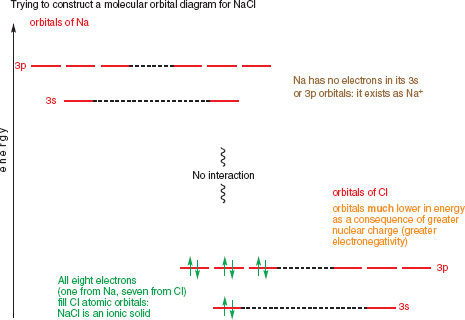 Trying to construct a molecular orbital diagram for NaCl
orbitals of Na
3p
3s
Na has no electrons in its 3s
or 3p orbitals: it exists as Na⁺
energy
No interaction
orbitals of Cl
orbitals much lower in energy
as a consequence of greater
nuclear charge (greater
electronegativity)
3p
All eight electrons
(one from Na, seven from Cl)
fill Cl atomic orbitals:
NaCl is an ionic solid
3s